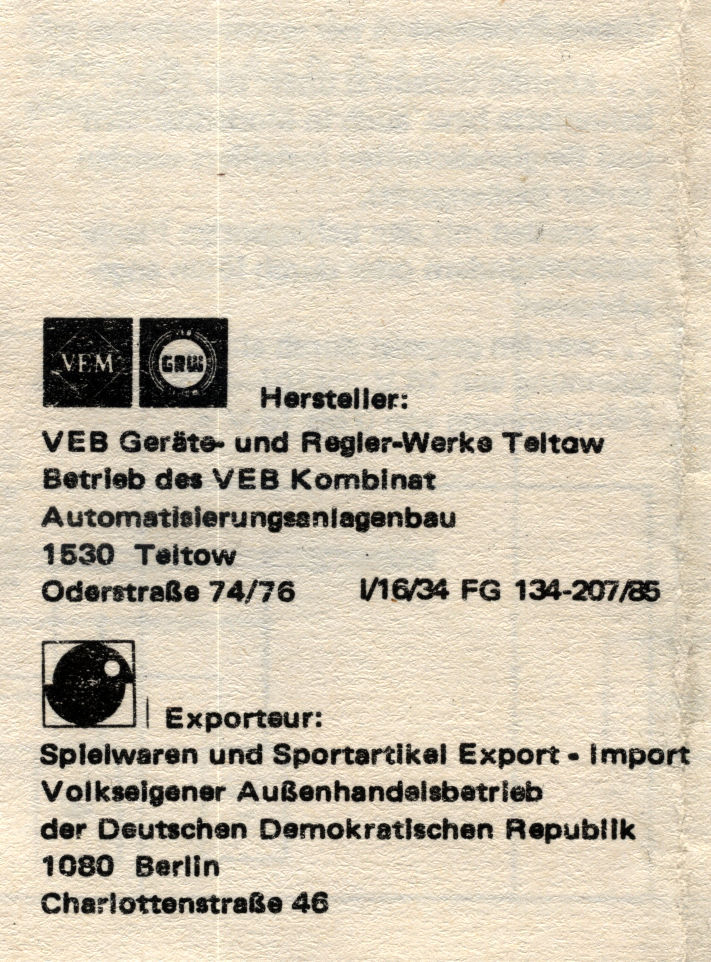 VEM GRW Hersteller:
VEB Geräte- und Regler-Werke Teltow
Betrieb des VEB Kombinat
Automatisierungsanlagenbau
1530 Teltow
Oderstraße 74/76 I/16/34 FG 134-207/85
Exporteur:
Spielwaren und Sportartikel Export - Import
Volkseigener Außenhandelsbetrieb
der Deutschen Demokratischen Republik
1080 Berlin
Charlottenstraße 46